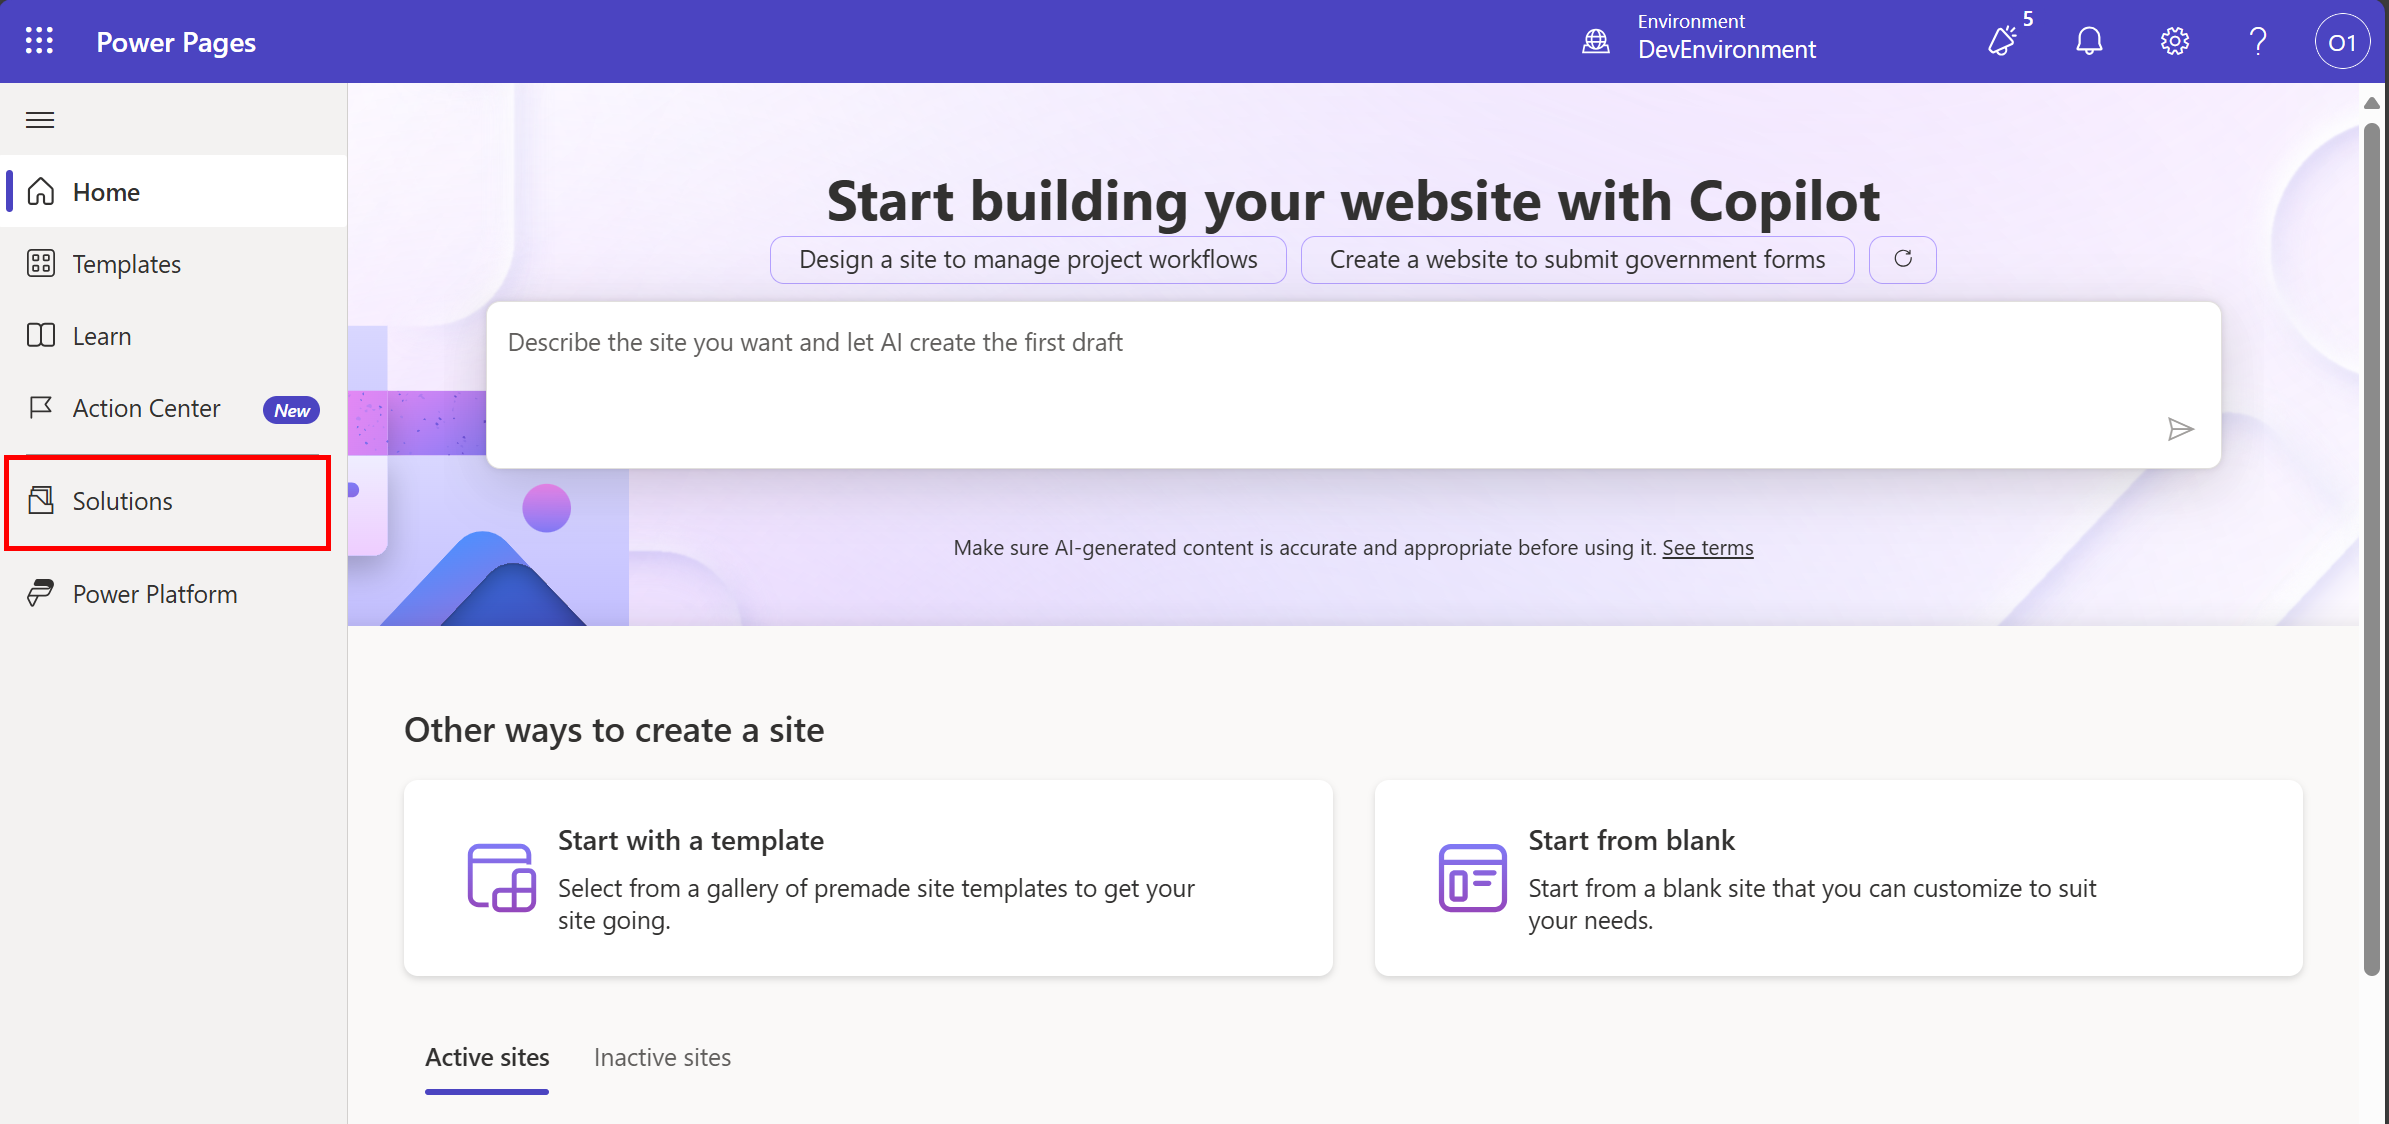 Power Pages
Environment
DevEnvironment
5
O1
Home
Templates
Learn
Action Center New
Solutions
Power Platform
Start building your website with Copilot
Design a site to manage project workflows
Create a website to submit government forms
Describe the site you want and let AI create the first draft
Make sure AI-generated content is accurate and appropriate before using it. See terms
Other ways to create a site
Start with a template
Select from a gallery of premade site templates to get your
site going.
Start from blank
Start from a blank site that you can customize to suit
your needs.
Active sites
Inactive sites